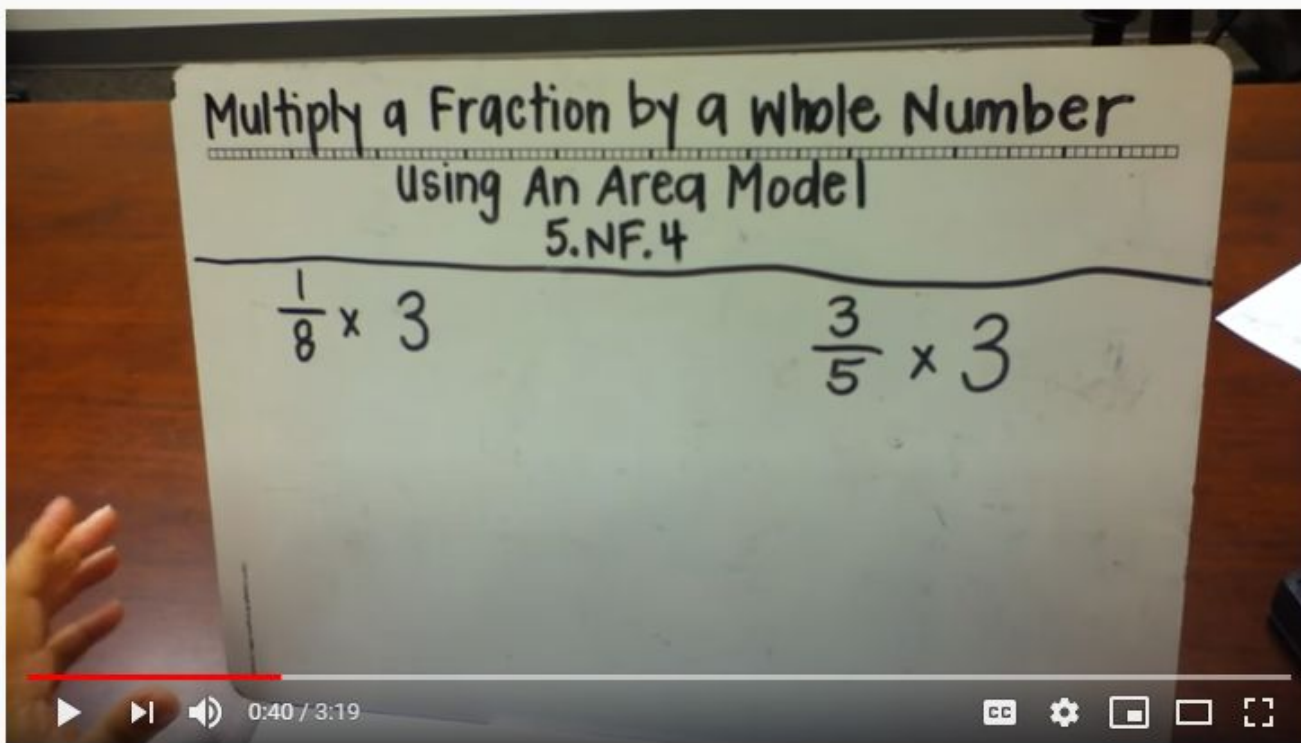 Multiply a Fraction by a Whole Number
Using An Area Model
5.NF.4
1/8 x 3
3/5 x 3
0:40 / 3:19
CC